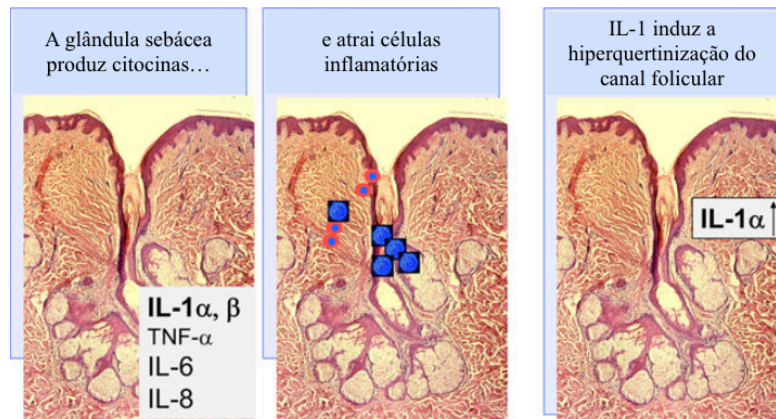 A glândula sebácea
produz citocinas…
e atrai células
inflamatórias
IL-1 induz a
hiperquertinização do
canal folicular
IL-1α, β
TNF-α
IL-6
IL-8
IL-1α↑